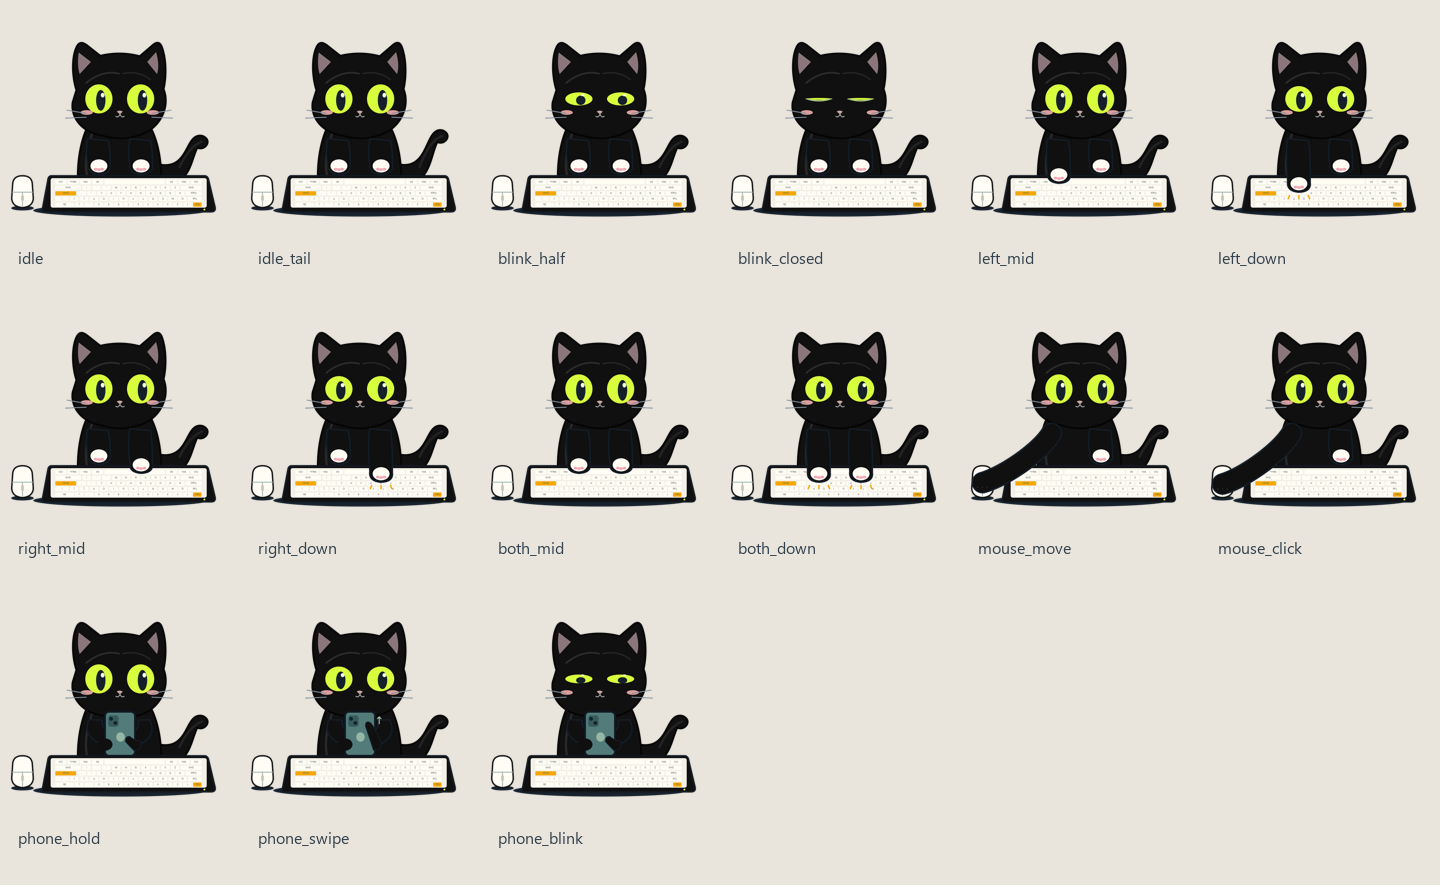 idle
idle_tail
blink_half
blink_closed
left_mid
left_down
right_mid
right_down
both_mid
both_down
mouse_move
mouse_click
phone_hold
phone_swipe
phone_blink